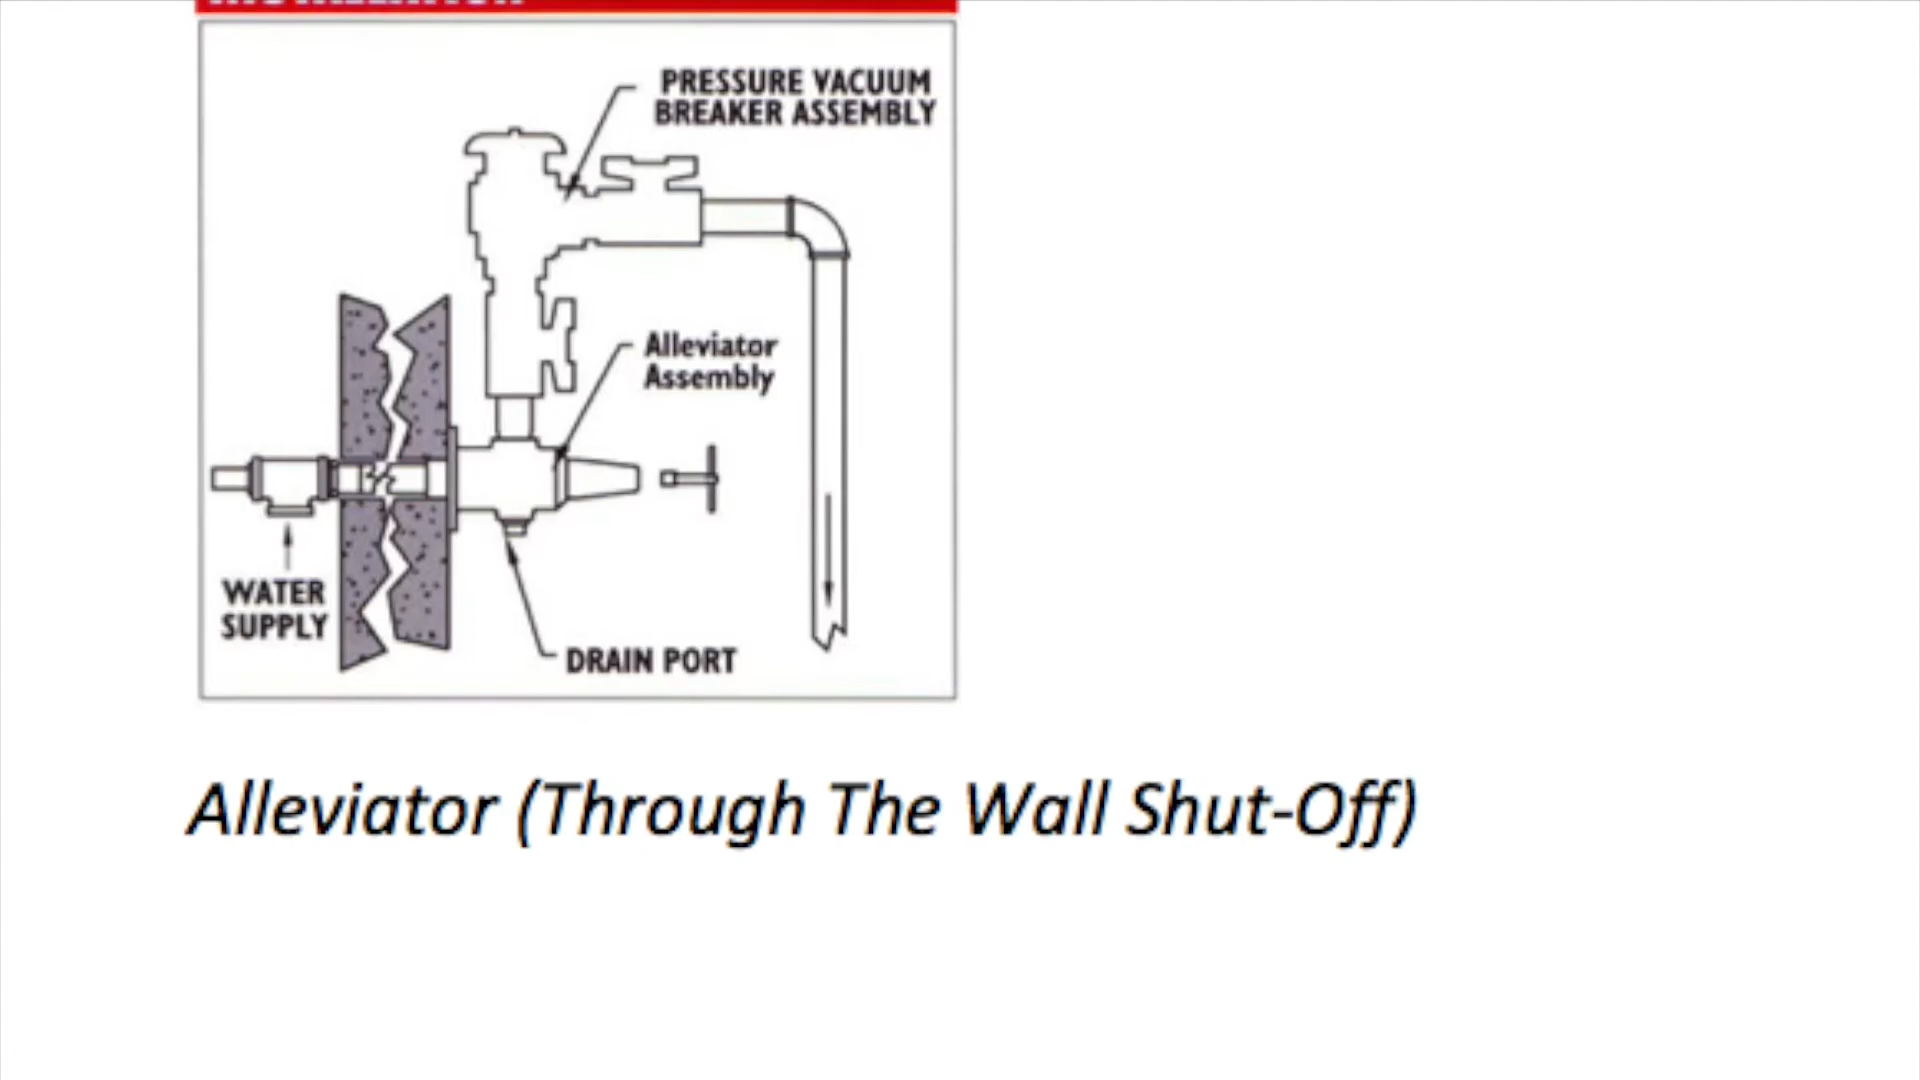 PRESSURE VACUUM
BREAKER ASSEMBLY
Alleviator
Assembly
WATER
SUPPLY
DRAIN PORT
Alleviator (Through The Wall Shut-Off)